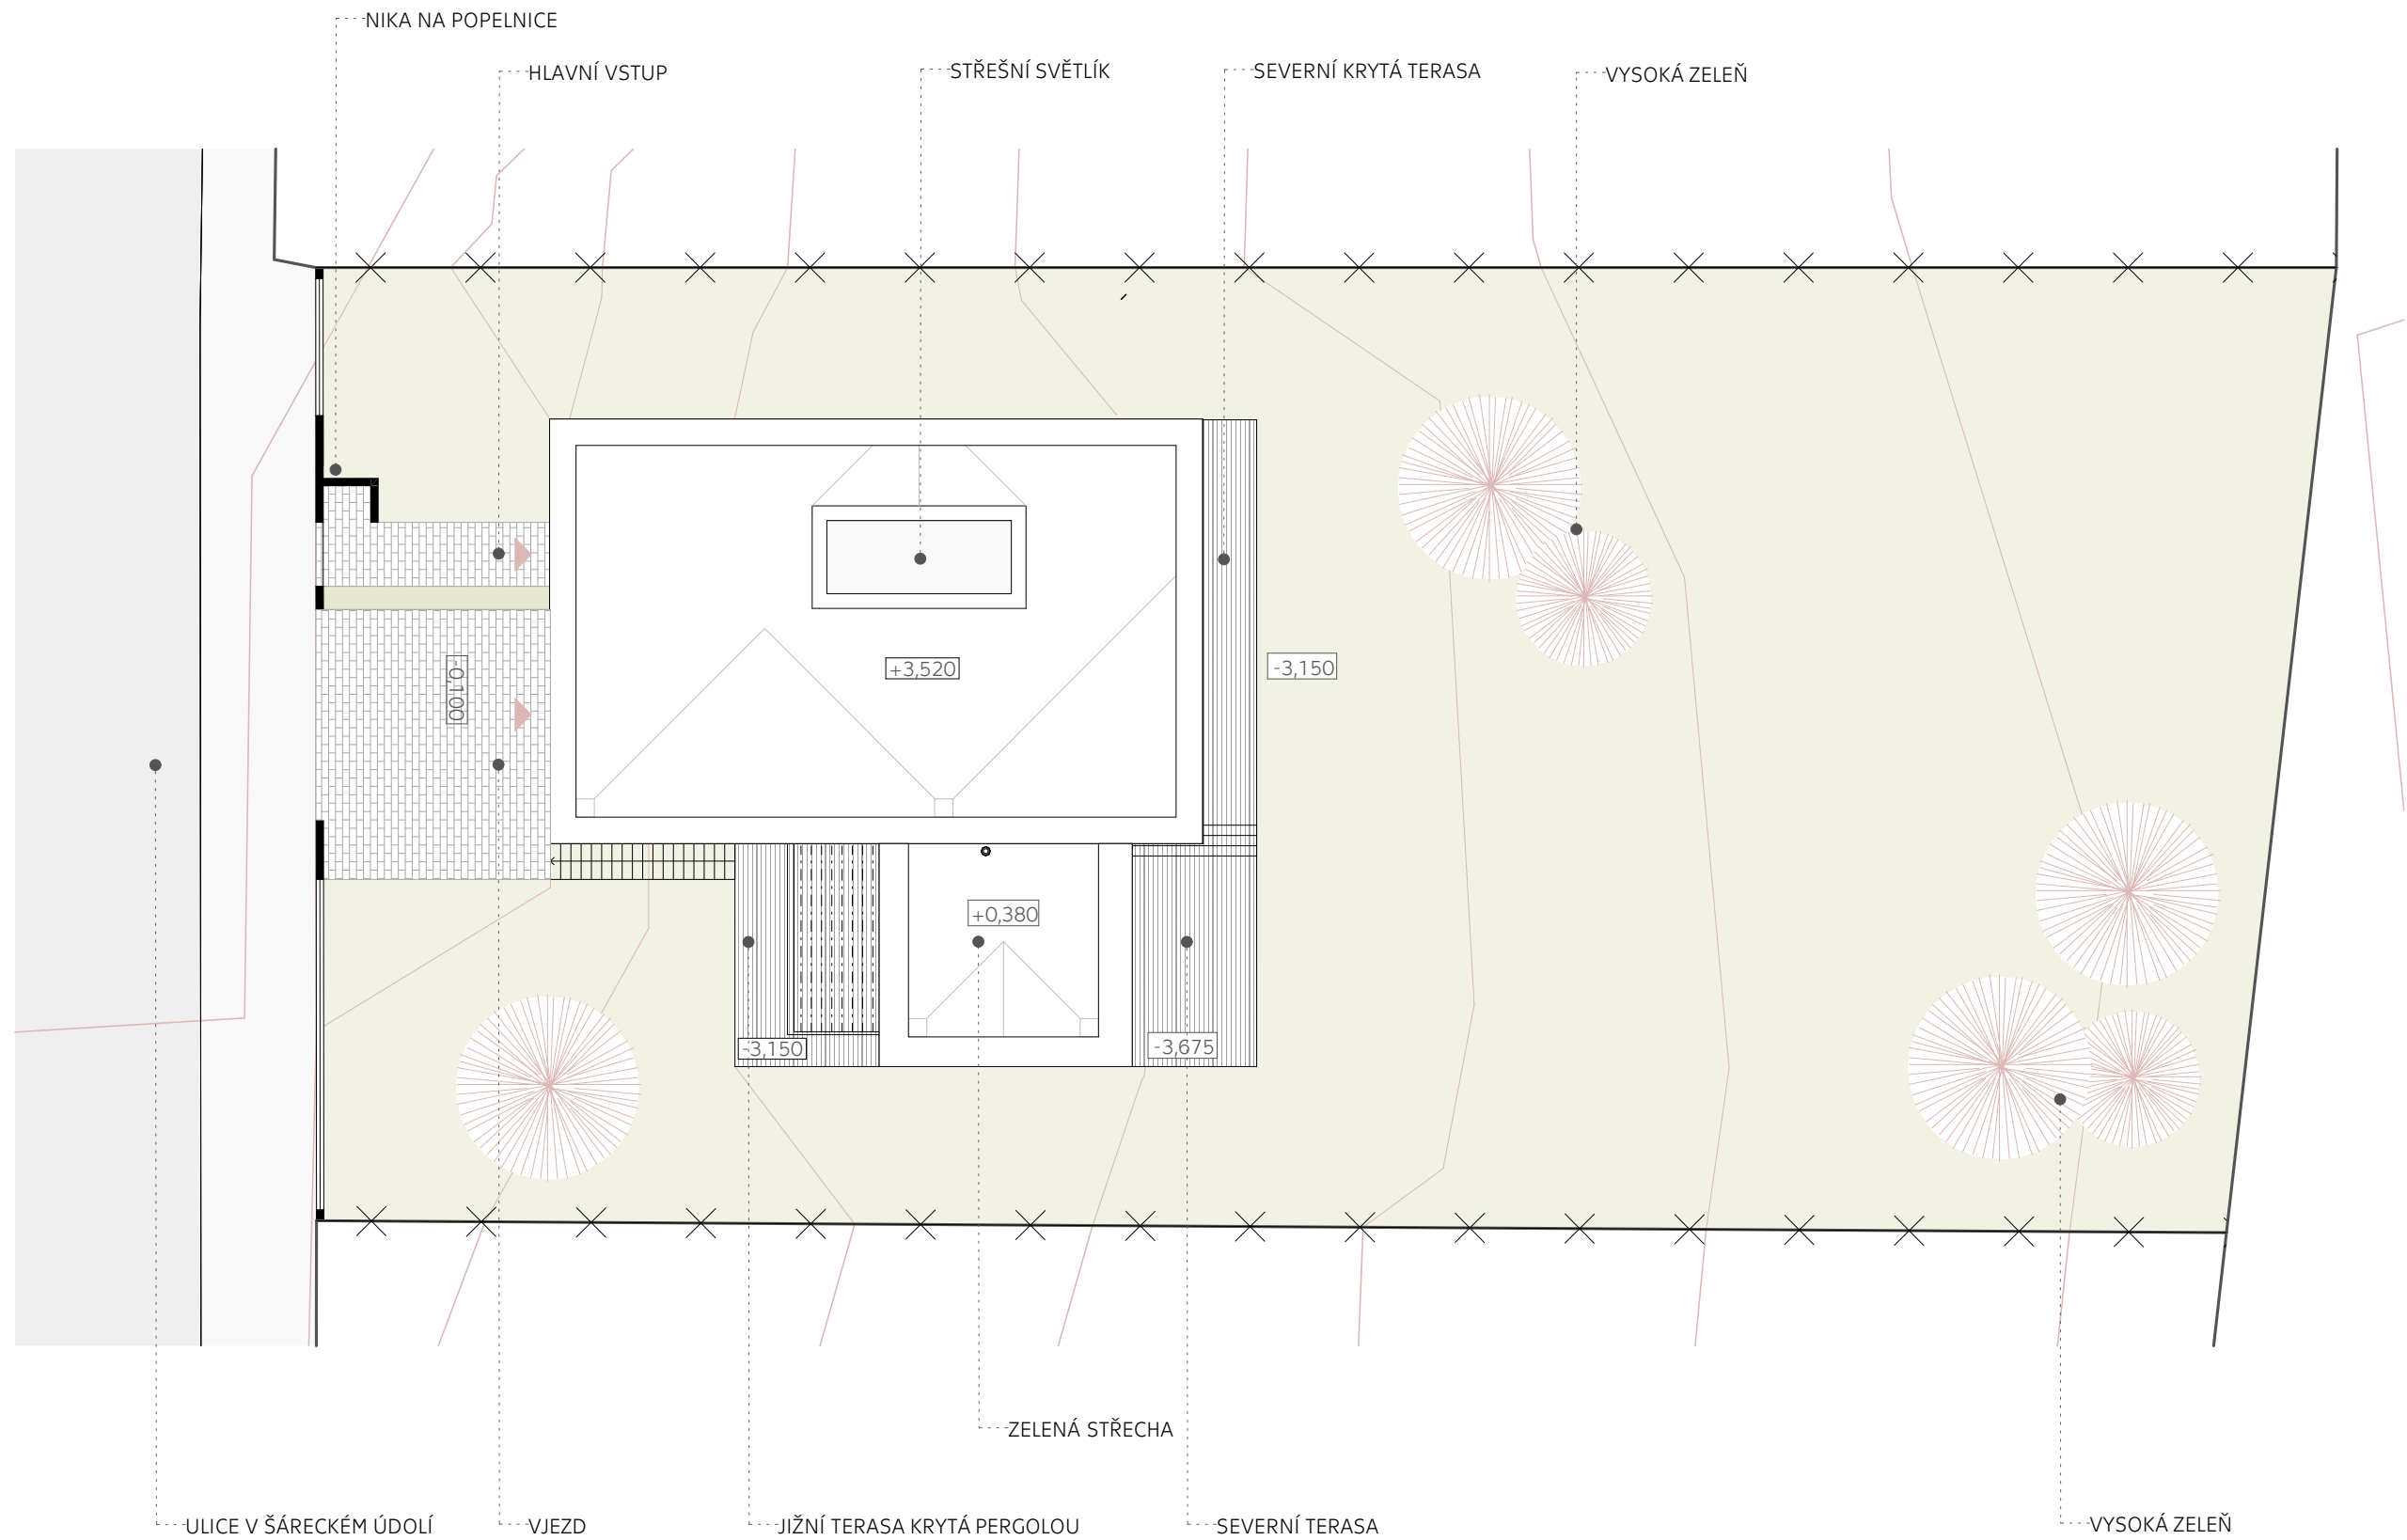 NIKA NA POPELNICE
HLAVNÍ VSTUP
STŘEŠNÍ SVĚTLÍK
SEVERNÍ KRYTÁ TERASA
VYSOKÁ ZELEŇ
-0,100
+3,520
-3,150
+0,380
-3,150
-3,675
ZELENÁ STŘECHA
ULICE V ŠÁRECKÉM ÚDOLÍ
VJEZD
JIŽNÍ TERASA KRYTÁ PERGOLOU
SEVERNÍ TERASA
VYSOKÁ ZELEŇ